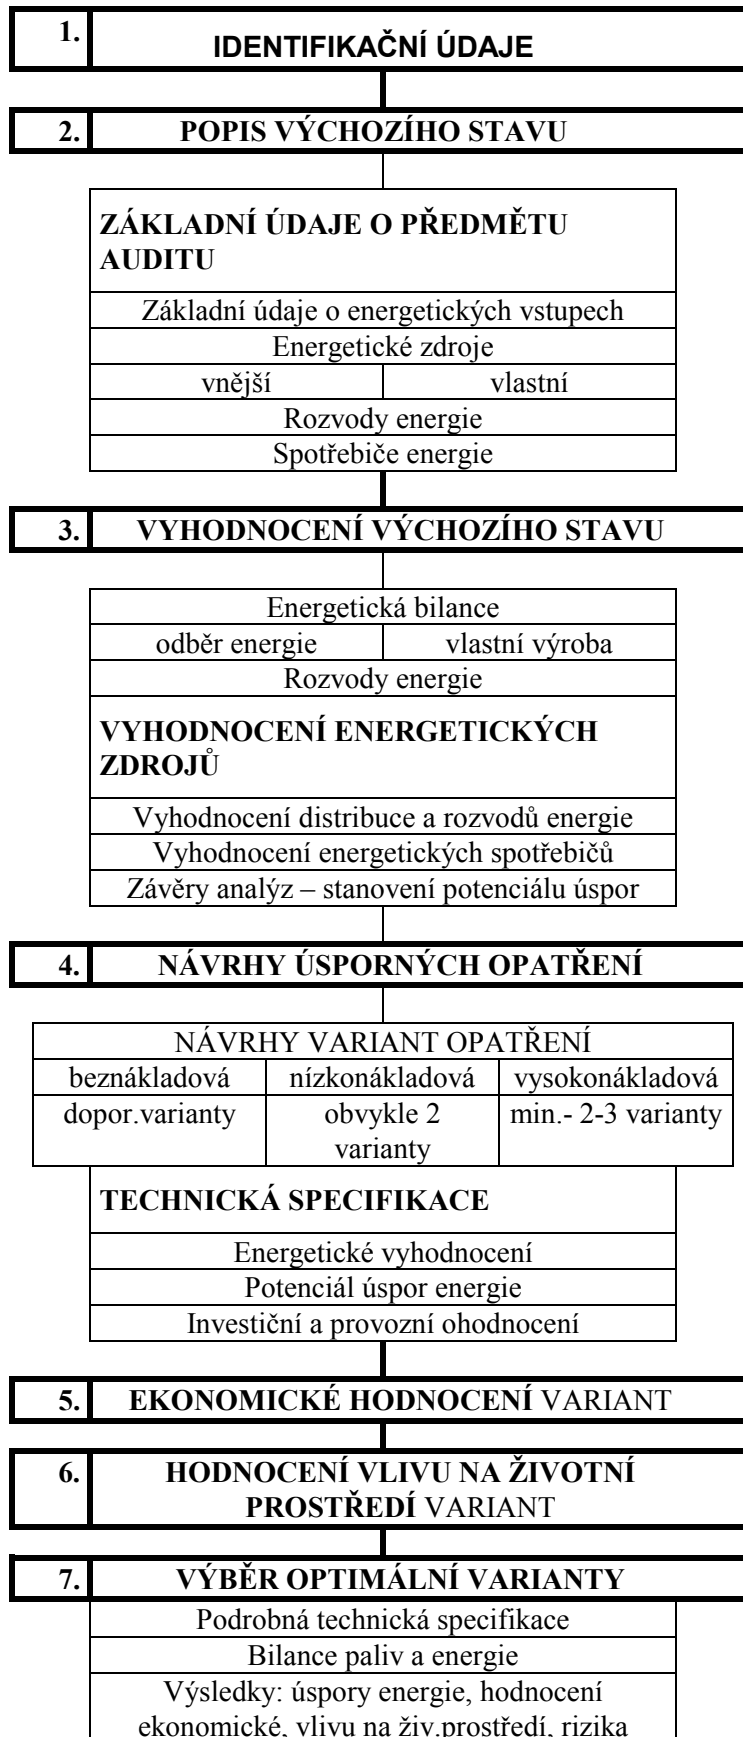 1. IDENTIFIKAČNÍ ÚDAJE
2. POPIS VÝCHOZÍHO STAVU
ZÁKLADNÍ ÚDAJE O PŘEDMĚTU
AUDITU
Základní údaje o energetických vstupech
Energetické zdroje
vnější vlastní
Rozvody energie
Spotřebiče energie
3. VYHODNOCENÍ VÝCHOZÍHO STAVU
Energetická bilance
odběr energie vlastní výroba
Rozvody energie
VYHODNOCENÍ ENERGETICKÝCH
ZDROJŮ
Vyhodnocení distribuce a rozvodů energie
Vyhodnocení energetických spotřebičů
Závěry analýz – stanovení potenciálu úspor
4. NÁVRHY ÚSPORNÝCH OPATŘENÍ
NÁVRHY VARIANT OPATŘENÍ
beznákladová nízkonákladová vysokonákladová
dopor.varianty obvykle 2 min.- 2-3 varianty
varianty
TECHNICKÁ SPECIFIKACE
Energetické vyhodnocení
Potenciál úspor energie
Investiční a provozní ohodnocení
5. EKONOMICKÉ HODNOCENÍ VARIANT
6. HODNOCENÍ VLIVU NA ŽIVOTNÍ
PROSTŘEDÍ VARIANT
7. VÝBĚR OPTIMÁLNÍ VARIANTY
Podrobná technická specifikace
Bilance paliv a energie
Výsledky: úspory energie, hodnocení
ekonomické, vlivu na živ.prostředí, rizika